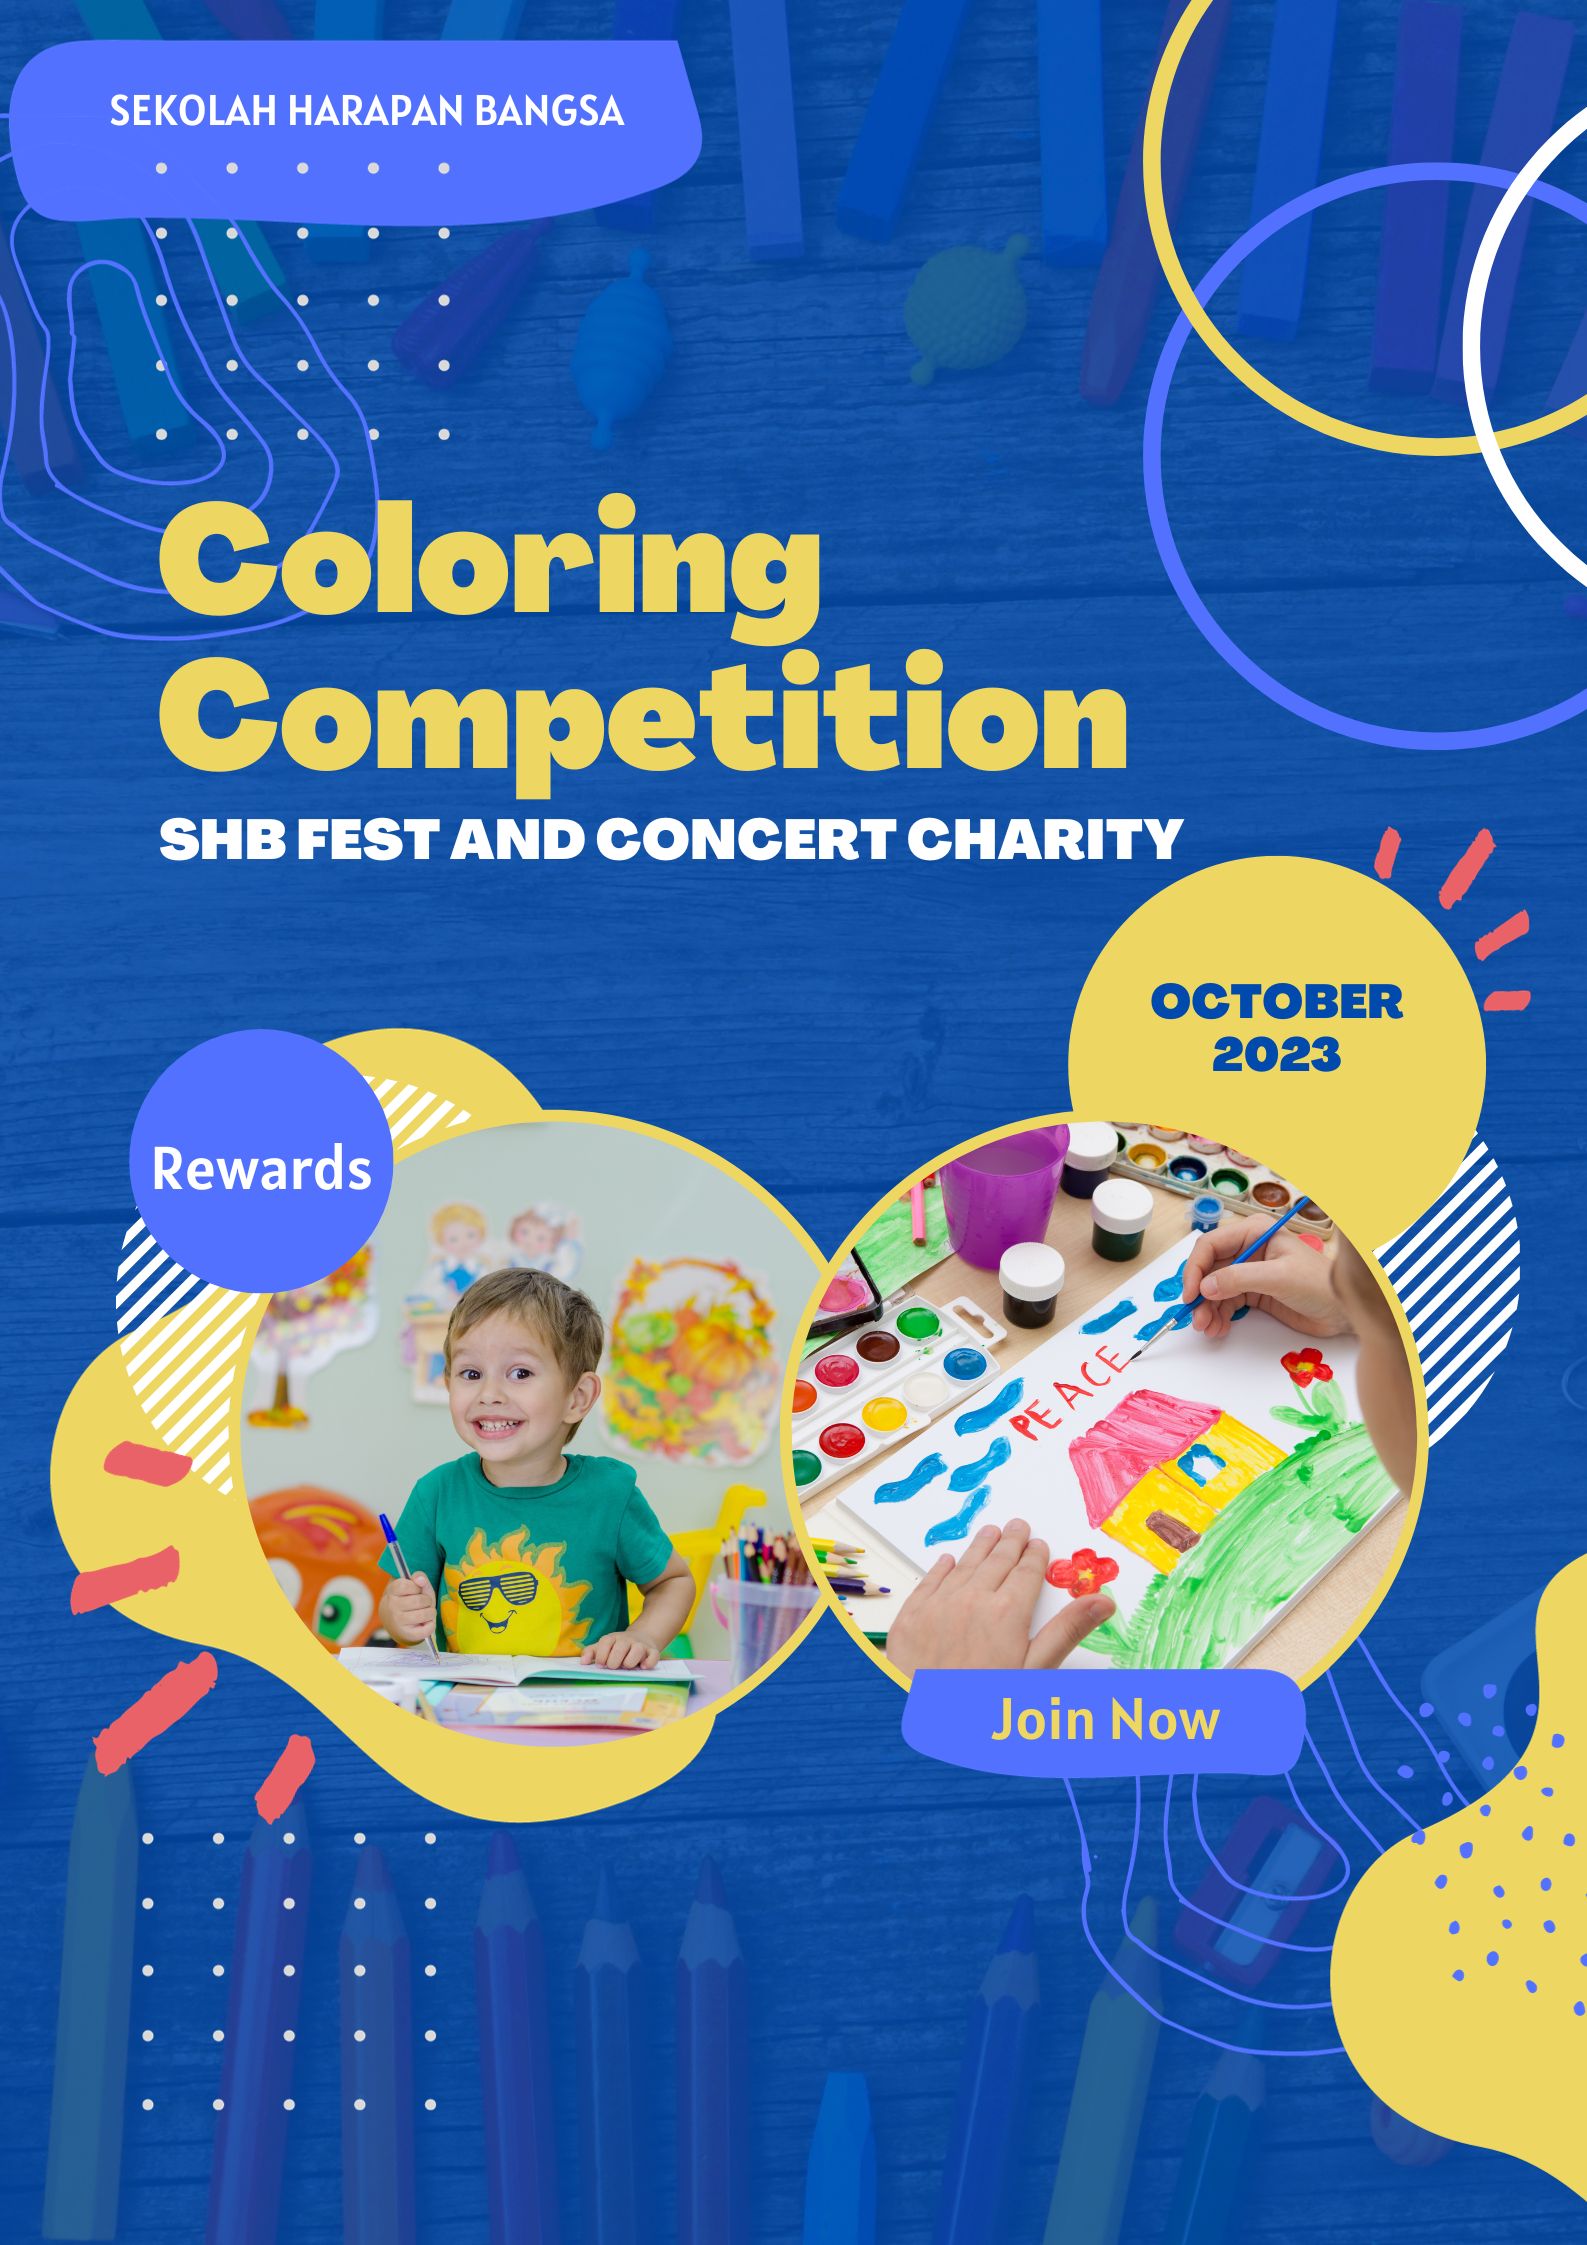 SEKOLAH HARAPAN BANGSA
Coloring
Competition
SHB FEST AND CONCERT CHARITY
OCTOBER
2023
Rewards
PEACE
Join Now